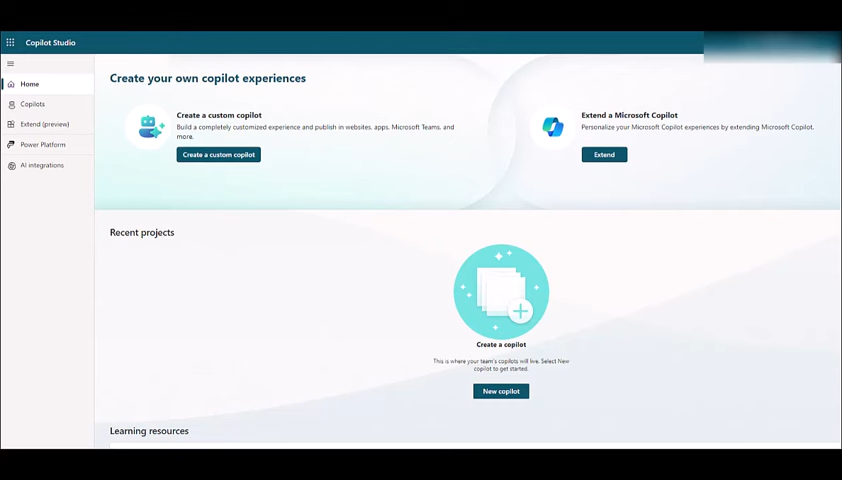 Copilot Studio
Home
Copilots
Extend (preview)
Power Platform
AI integrations
Create your own copilot experiences
Create a custom copilot
Build a completely customized experience and publish in websites, apps, Microsoft Teams, and
more.
Create a custom copilot
Extend a Microsoft Copilot
Personalize your Microsoft Copilot experiences by extending Microsoft Copilot.
Extend
Recent projects
Create a copilot
This is where your team's copilots will live. Select New
copilot to get started.
New copilot
Learning resources